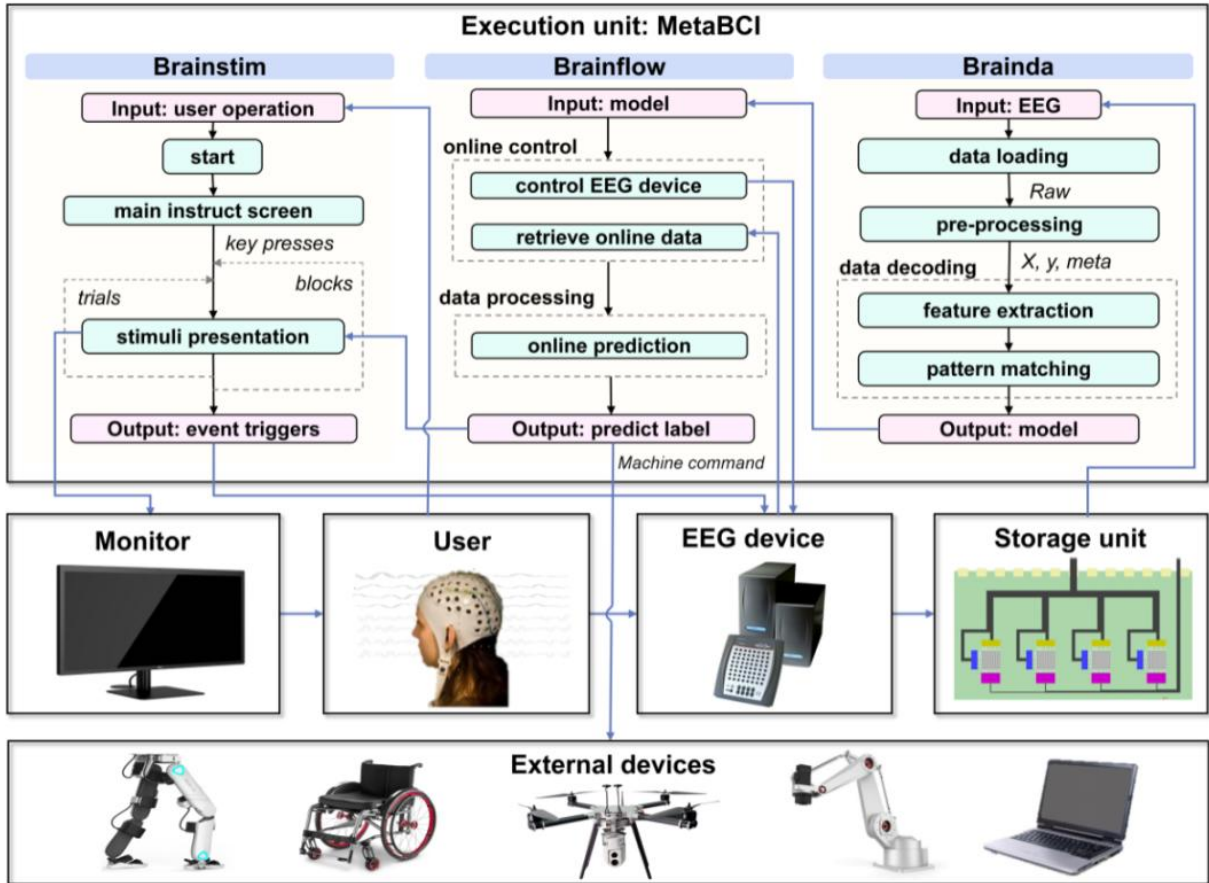 Execution unit: MetaBCI
Brainstim
Input: user operation
start
main instruct screen
key presses
blocks
trials
stimuli presentation
Output: event triggers
Brainflow
Input: model
online control
control EEG device
retrieve online data
data processing
online prediction
Output: predict label
Machine command
Brainda
Input: EEG
data loading
Raw
pre-processing
X, y, meta
data decoding
feature extraction
pattern matching
Output: model
Monitor
User
EEG device
Storage unit
External devices